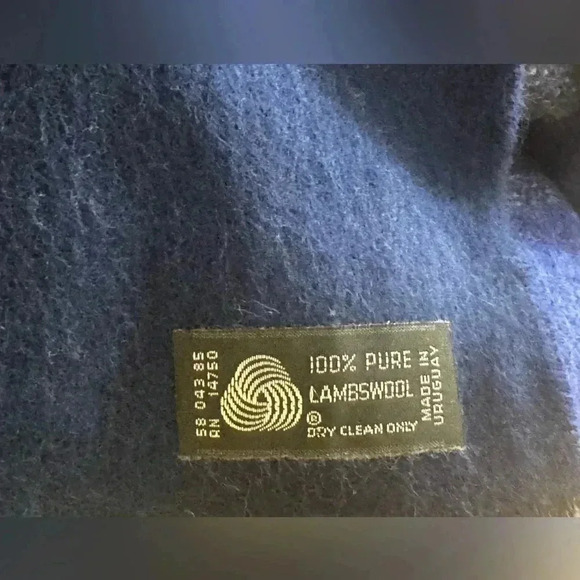 58 043.85
RN 14750
100% PURE
LAMBSWOOL
®
DRY CLEAN ONLY
MADE IN
URUGUAY